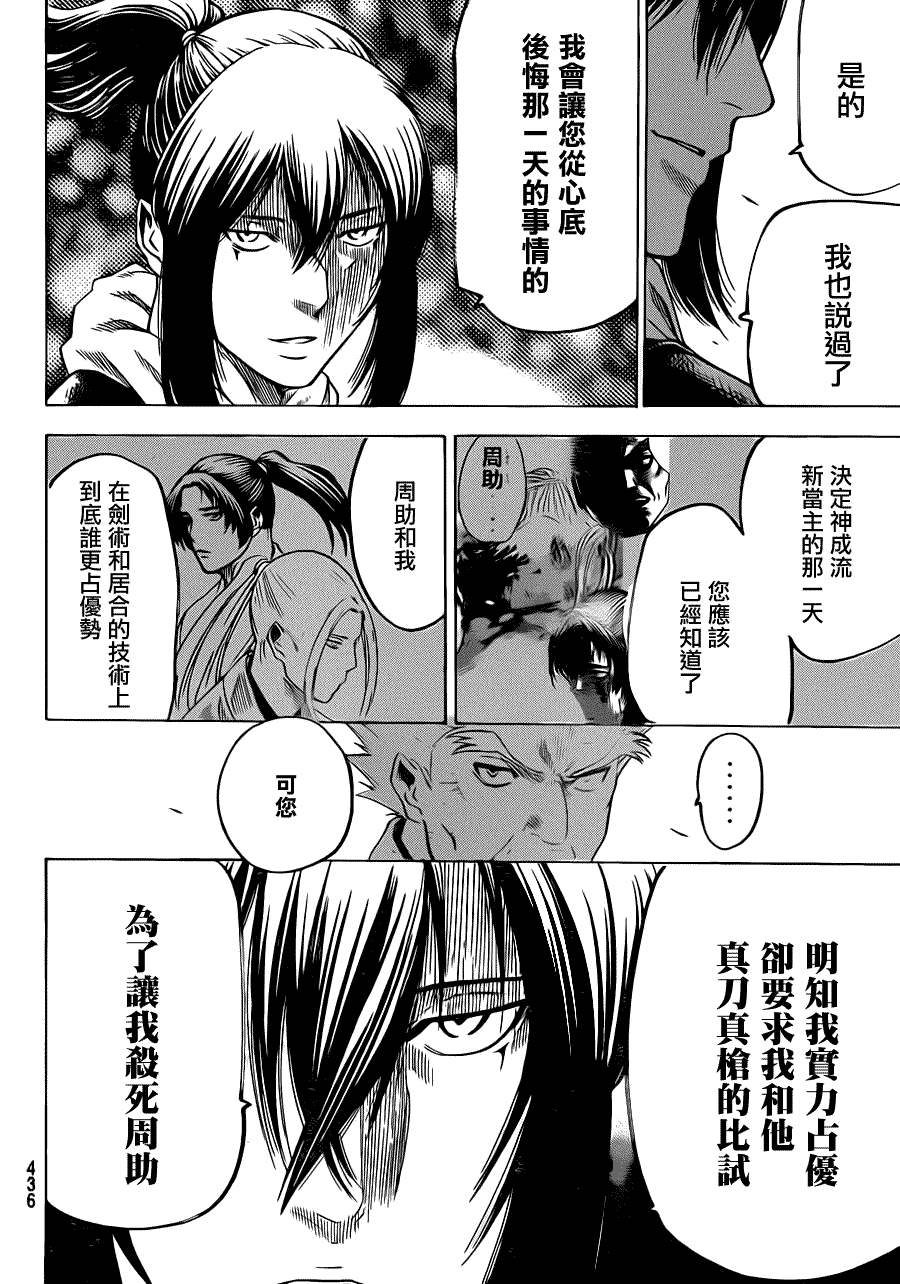 是的
我也說過了
我會讓您從心底
後悔那一天的事情的
決定神成流
新當主的那一天
您應該
已經知道了
周助
……
周助和我
在劍術和居合的技術上
到底誰更占優勢
……
可您
明知我實力占優
卻要求我和他
真刀真槍的比試
為了讓我殺死周助
436